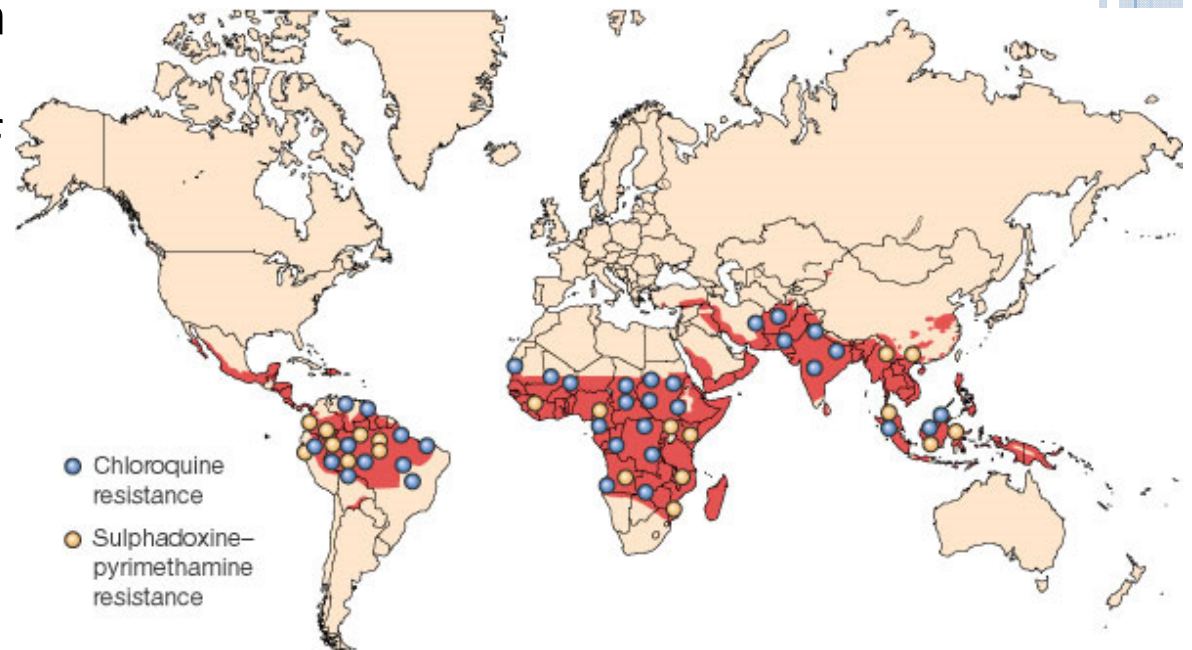 Chloroquine
resistance
Sulphadoxine–
pyrimethamine
resistance